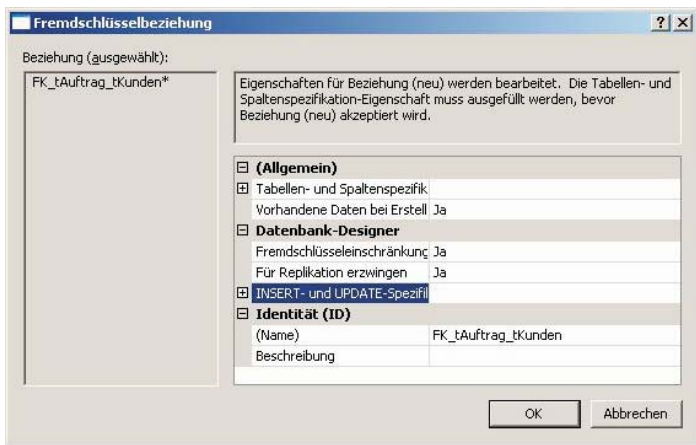 Fremdschlüsselbeziehung
Beziehung (ausgewählt):
FK_tAuftrag_tKunden*
Eigenschaften für Beziehung (neu) werden bearbeitet. Die Tabellen- und
Spaltenspezifikation-Eigenschaft muss ausgefüllt werden, bevor
Beziehung (neu) akzeptiert wird.
(Allgemein)
Tabellen- und Spaltenspezifik
Vorhandene Daten bei Erstell Ja
Datenbank-Designer
Fremdschlüsseleinschränkung Ja
Für Replikation erzwingen Ja
INSERT- und UPDATE-Spezifi
Identität (ID)
(Name) FK_tAuftrag_tKunden
Beschreibung
OK Abbrechen